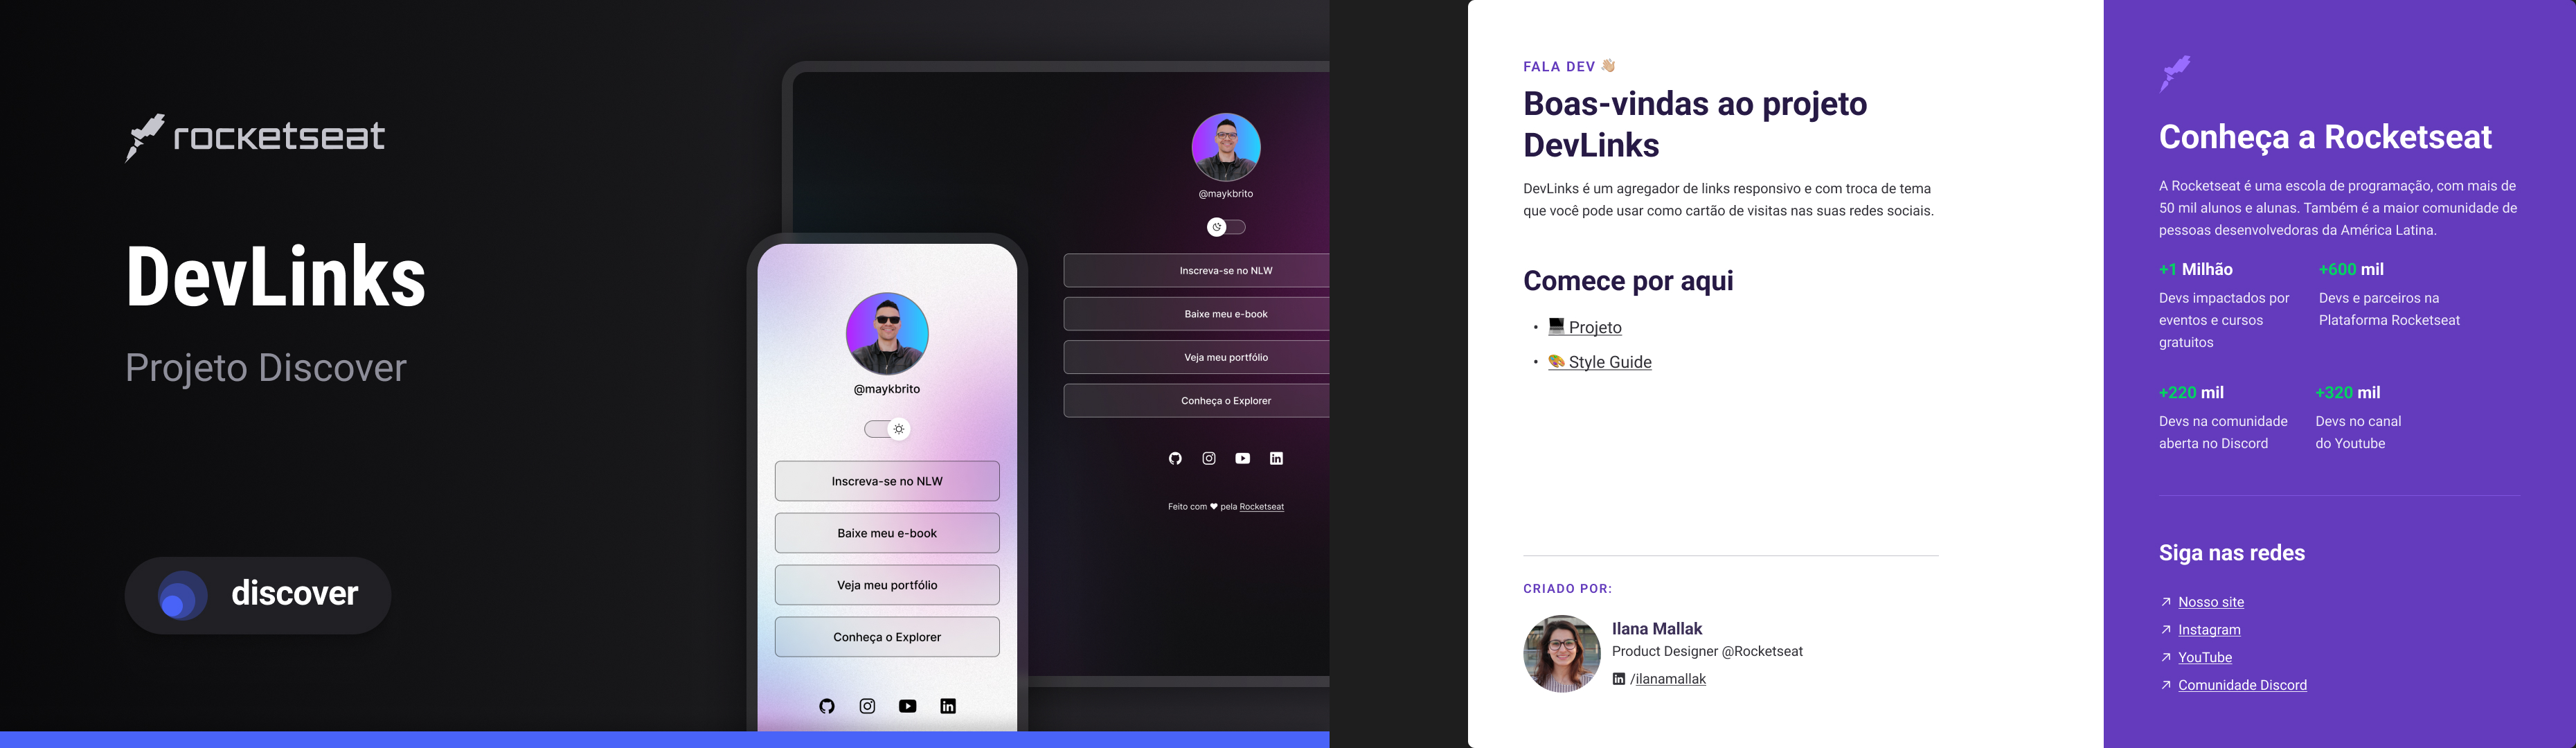 rocketseat
DevLinks
Projeto Discover
discover
@maykbrito
Inscreva-se no NLW
Baixe meu e-book
Veja meu portfólio
Conheça o Explorer
@maykbrito
Inscreva-se no NLW
Baixe meu e-book
Veja meu portfólio
Conheça o Explorer
Feito com ♥ pela Rocketseat
FALA DEV 👋🏼
Boas-vindas ao projeto
DevLinks
DevLinks é um agregador de links responsivo e com troca de tema
que você pode usar como cartão de visitas nas suas redes sociais.
Comece por aqui
• 💻 Projeto
• 🎨 Style Guide
CRIADO POR:
Ilana Mallak
Product Designer @Rocketseat
/ilanamallak
Conheça a Rocketseat
A Rocketseat é uma escola de programação, com mais de
50 mil alunos e alunas. Também é a maior comunidade de
pessoas desenvolvedoras da América Latina.
+1 Milhão
Devs impactados por
eventos e cursos
gratuitos
+600 mil
Devs e parceiros na
Plataforma Rocketseat
+220 mil
Devs na comunidade
aberta no Discord
+320 mil
Devs no canal
do Youtube
Siga nas redes
Nosso site
Instagram
YouTube
Comunidade Discord